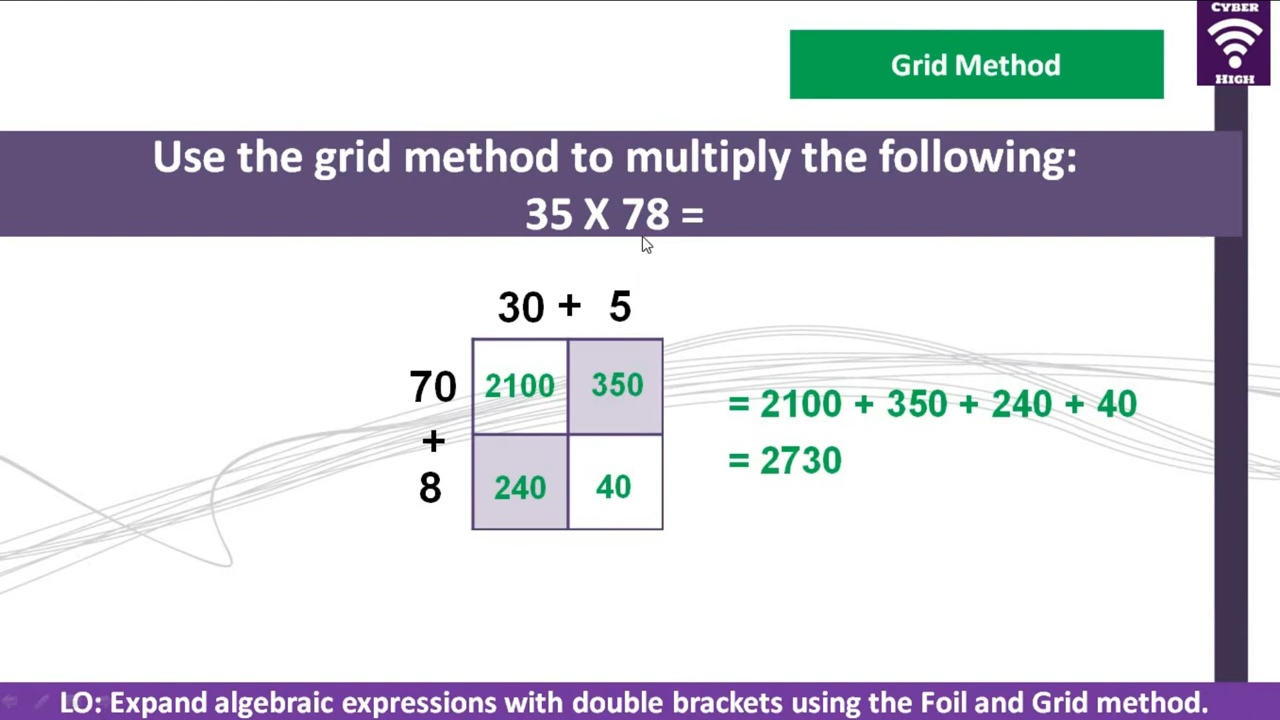 CYBER
HIGH
Grid Method
Use the grid method to multiply the following:
35 X 78 =
30 + 5
70 2100 350
+
8 240 40
= 2100 + 350 + 240 + 40
= 2730
LO: Expand algebraic expressions with double brackets using the Foil and Grid method.